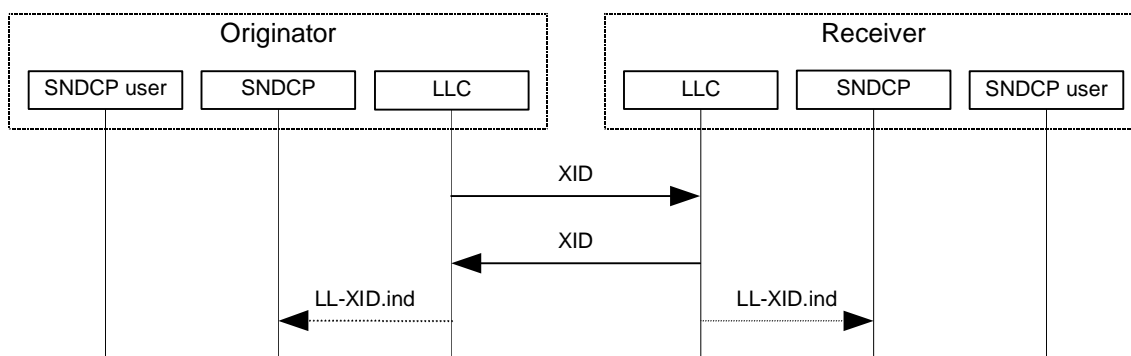 Originator Receiver
SNDCP user SNDCP LLC LLC SNDCP SNDCP user
XID
XID
LL-XID.ind LL-XID.ind